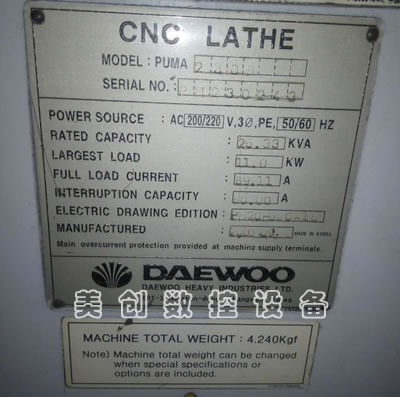 CNC LATHE
MODEL: PUMA
SERIAL NO.:
POWER SOURCE : AC 200/220 V, 3Ø, PE, 50/60 HZ
RATED CAPACITY : KVA
LARGEST LOAD : KW
FULL LOAD CURRENT : A
INTERRUPTION CAPACITY : A
ELECTRIC DRAWING EDITION :
MANUFACTURED : MADE IN KOREA
Main overcurrent protection provided at machine supply terminals.
DAEWOO
DAEWOO HEAVY INDUSTRIES LTD.
美创数控设备
MACHINE TOTAL WEIGHT : 4,240Kgf
Note) Machine total weight can be changed
when special specifications or
options are included.